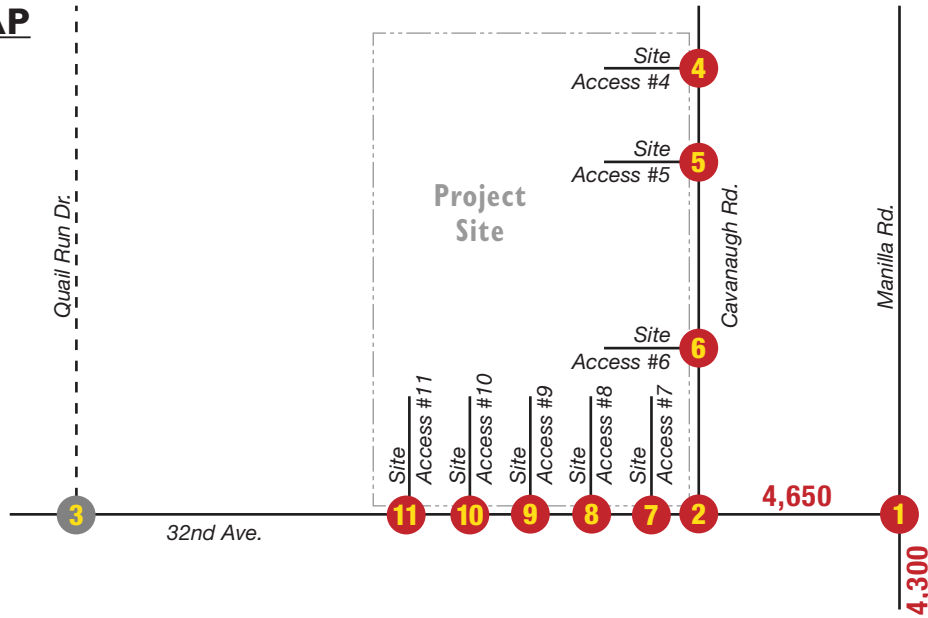 AP
Site
Access #4
4
Site
Access #5
5
Project
Site
Quail Run Dr.
Cavanaugh Rd.
Manilla Rd.
Site
Access #6
6
Site
Access #11
Site
Access #10
Site
Access #9
Site
Access #8
Site
Access #7
3
11
10
9
8
7
2
4,650
1
32nd Ave.
4,300